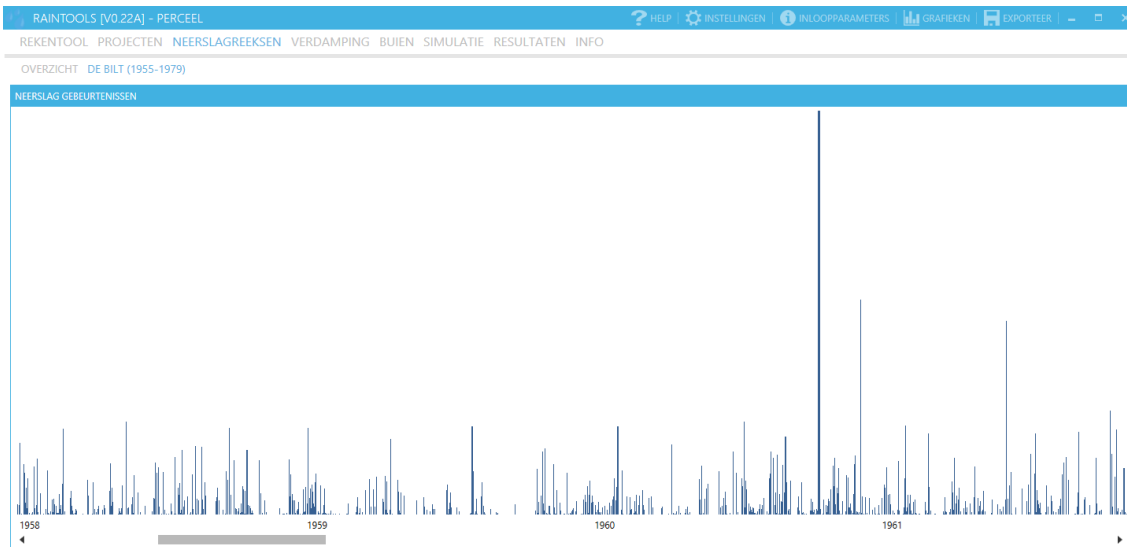 RAINTOOLS [V0.22A] - PERCEEL ? HELP | INSTELLINGEN | INLOOPPARAMETERS | GRAFIEKEN | EXPORTEER |
REKENTOOL PROJECTEN NEERSLAGREEKSEN VERDAMPING BUIEN SIMULATIE RESULTATEN INFO
OVERZICHT DE BILT (1955-1979)
NEERSLAG GEBEURTENISSEN
1958 1959 1960 1961